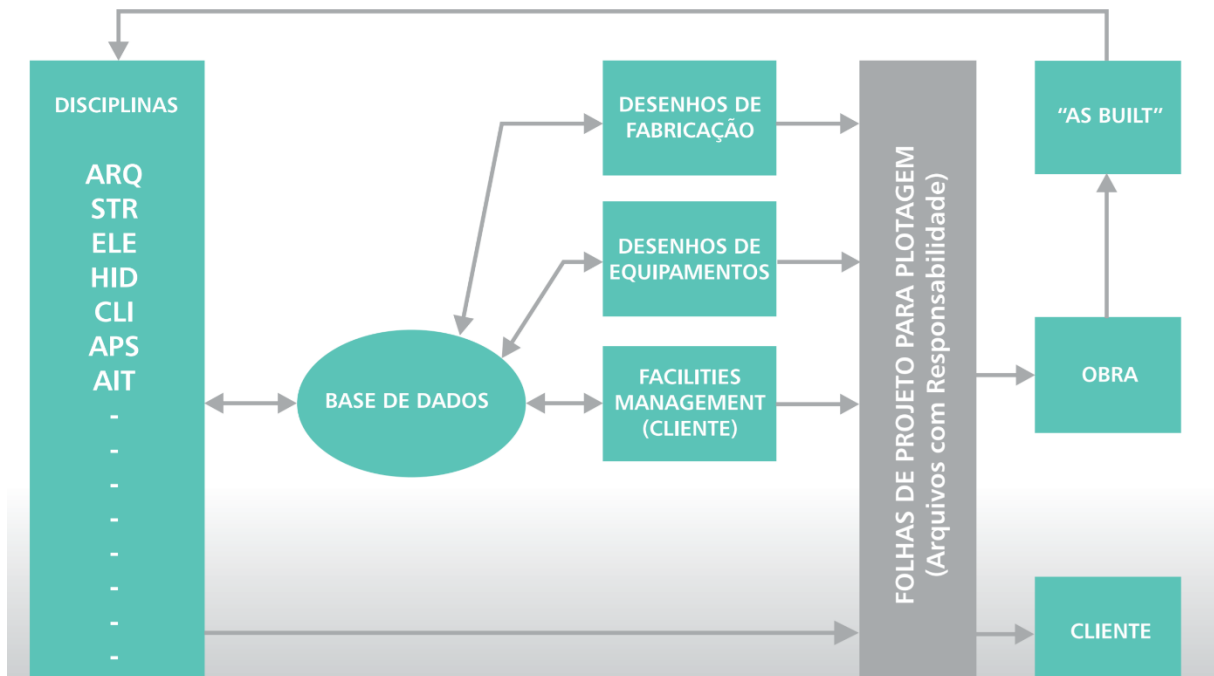 DISCIPLINAS
ARQ
STR
ELE
HID
CLI
APS
AIT
-
-
-
-
-
-
-
-
BASE DE DADOS
DESENHOS DE
FABRICAÇÃO
DESENHOS DE
EQUIPAMENTOS
FACILITIES
MANAGEMENT
(CLIENTE)
FOLHAS DE PROJETO PARA PLOTAGEM
(Arquivos com Responsabilidade)
“AS BUILT”
OBRA
CLIENTE